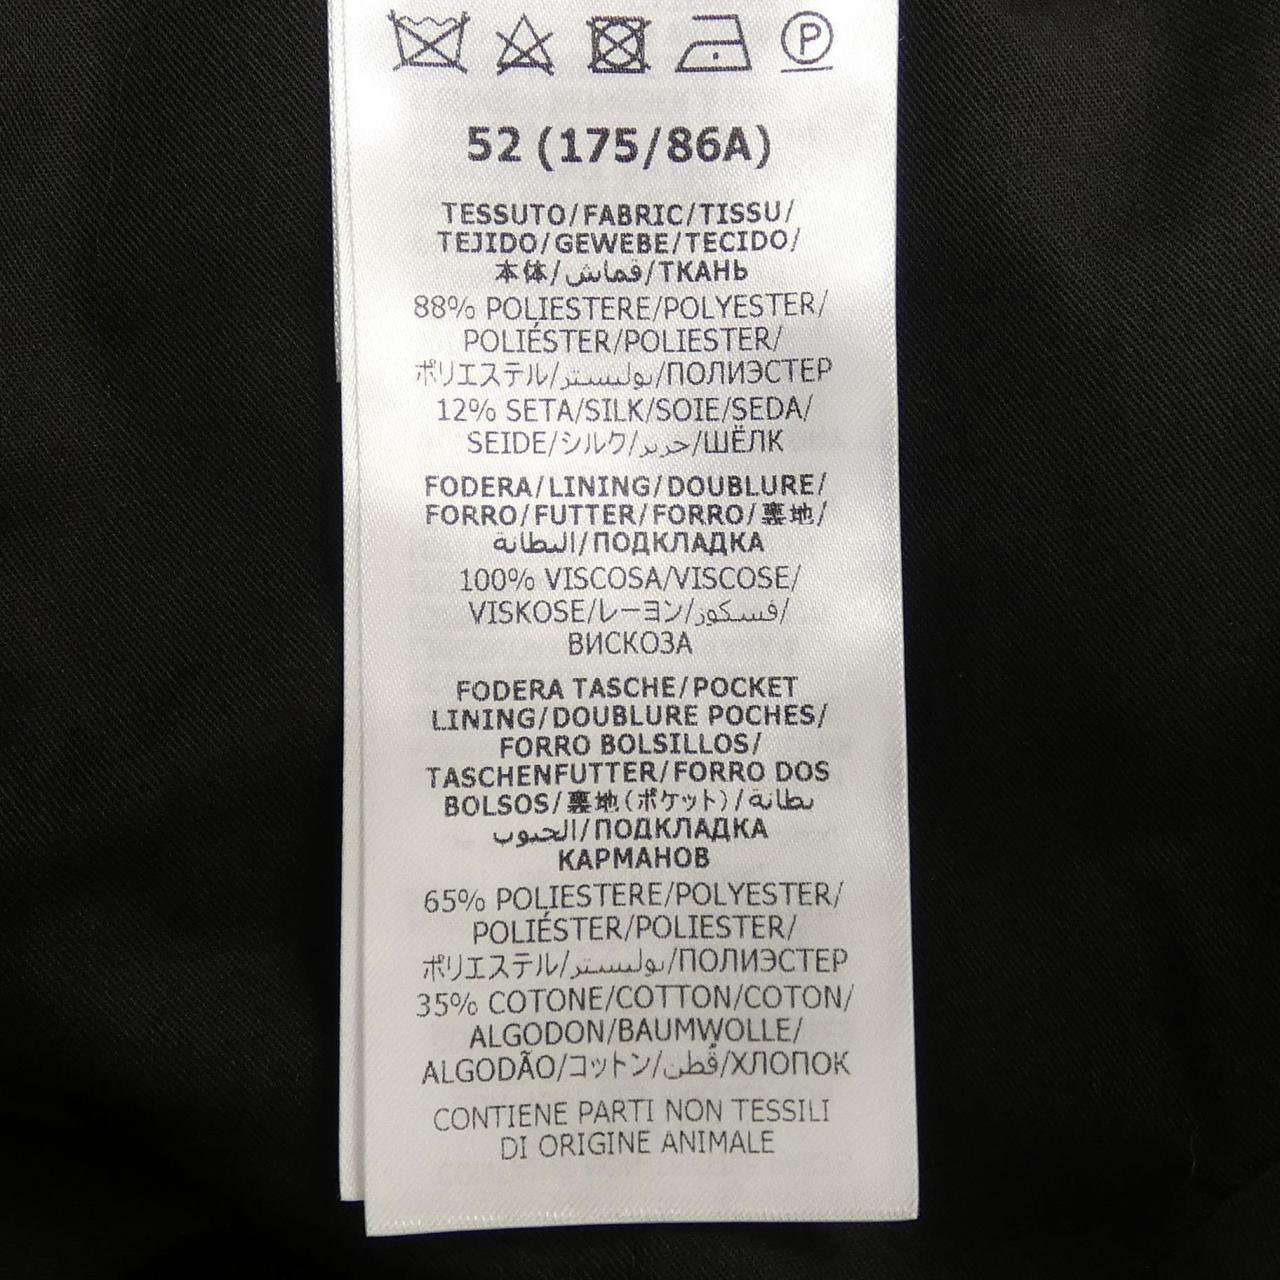 P
52 (175/86A)
TESSUTO/FABRIC/TISSU/
TEJIDO/GEWEBE/TECIDO/
本体/قماش/ТКАНЬ
88% POLIESTERE/POLYESTER/
POLIÉSTER/POLIESTER/
ポリエステル/بوليستر/ПОЛИЭСТЕР
12% SETA/SILK/SOIE/SEDA/
SEIDE/シルク/حرير/ШЁЛК
FODERA/LINING/DOUBLURE/
FORRO/FUTTER/FORRO/裏地/
البطانة/ПОДКЛАДКА
100% VISCOSA/VISCOSE/
VISKOSE/レーヨン/فسكوز/
ВИСКОЗА
FODERA TASCHE/POCKET
LINING/DOUBLURE POCHES/
FORRO BOLSILLOS/
TASCHENFUTTER/FORRO DOS
BOLSOS/裏地(ポケット)/بطانة
الجيوب/ПОДКЛАДКА
КАРМАНОВ
65% POLIESTERE/POLYESTER/
POLIÉSTER/POLIESTER/
ポリエステル/بوليستر/ПОЛИЭСТЕР
35% COTONE/COTTON/COTON/
ALGODON/BAUMWOLLE/
ALGODÃO/コットン/قُطن/ХЛОПОК
CONTIENE PARTI NON TESSILI
DI ORIGINE ANIMALE